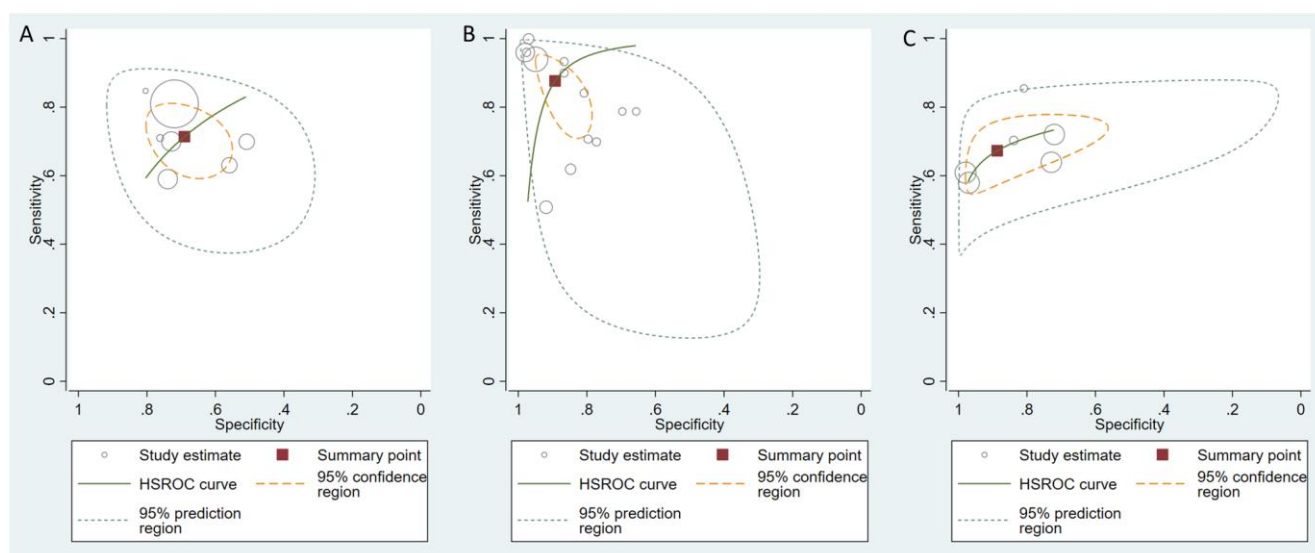 A
1
.8
.6
.4
.2
0
Sensitivity
1 .8 .6 .4 .2 0
Specificity
Study estimate Summary point
HSROC curve 95% confidence
region
95% prediction
region
B
1
.8
.6
.4
.2
0
Sensitivity
1 .8 .6 .4 .2 0
Specificity
Study estimate Summary point
HSROC curve 95% confidence
region
95% prediction
region
C
1
.8
.6
.4
.2
0
Sensitivity
1 .8 .6 .4 .2 0
Specificity
Study estimate Summary point
HSROC curve 95% confidence
region
95% prediction
region